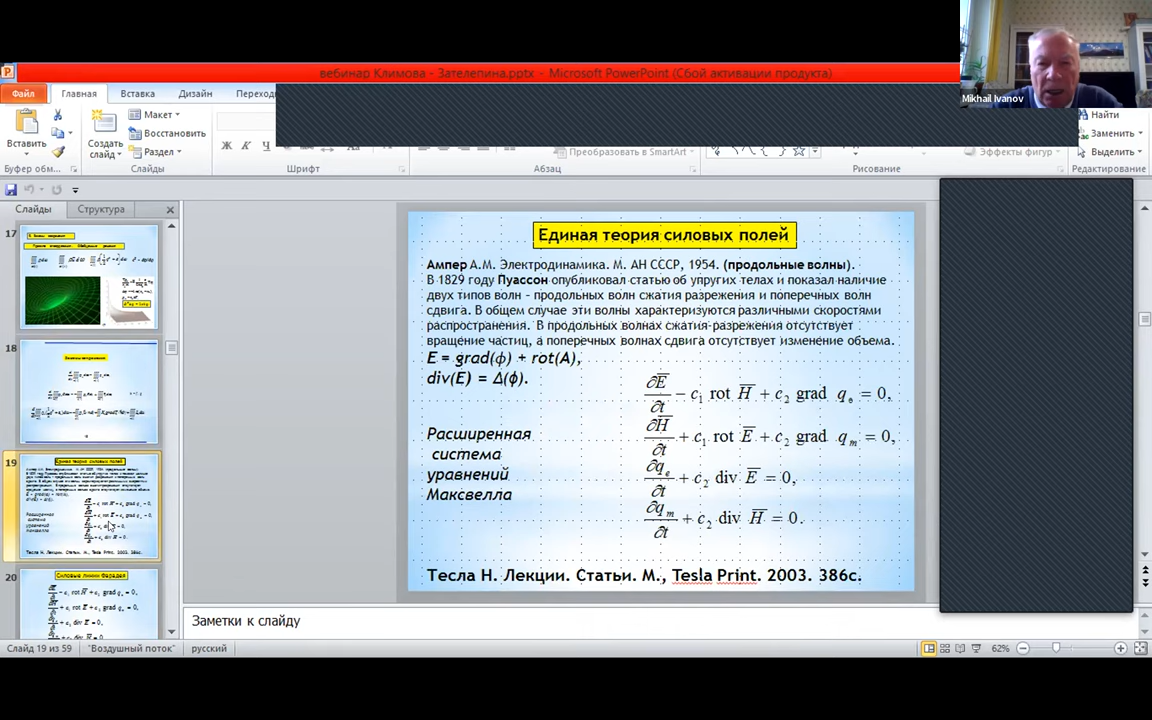 вебинар Климова - Зателепина.pptx - Microsoft PowerPoint (Сбой активации продукта)
Mikhail Ivanov
Файл Главная Вставка Дизайн Переход
Вставить
Создать слайд
Макет
Восстановить
Раздел
Ж К Ч
Преобразовать в SmartArt
Эффекты фигур
Найти
Заменить
Выделить
Буфер обм... Слайды Шрифт Абзац Рисование Редактирование
Слайды Структура
17
18
19
20
Единая теория силовых полей
Ампер А.М. Электродинамика. М. АН СССР, 1954. (продольные волны).
В 1829 году Пуассон опубликовал статью об упругих телах и показал наличие
двух типов волн – продольных волн сжатия разрежения и поперечных волн
сдвига. В общем случае эти волны характеризуются различными скоростями
распространения. В продольных волнах сжатия-разрежения отсутствует
вращение частиц, а поперечных волнах сдвига отсутствует изменение объема.
E = grad(ϕ) + rot(A),
div(E) = Δ(ϕ).
Расширенная
система
уравнений
Максвелла
∂E̅/∂t − c₁ rot H̅ + c₂ grad qₑ = 0,
∂H̅/∂t + c₁ rot E̅ + c₂ grad qₘ = 0,
∂qₑ/∂t + c₂ div E̅ = 0,
∂qₘ/∂t + c₂ div H̅ = 0.
Тесла Н. Лекции. Статьи. М., Tesla Print. 2003. 386с.
Силовые линии Фарадея
Заметки к слайду
Слайд 19 из 59 "Воздушный поток" русский 62%